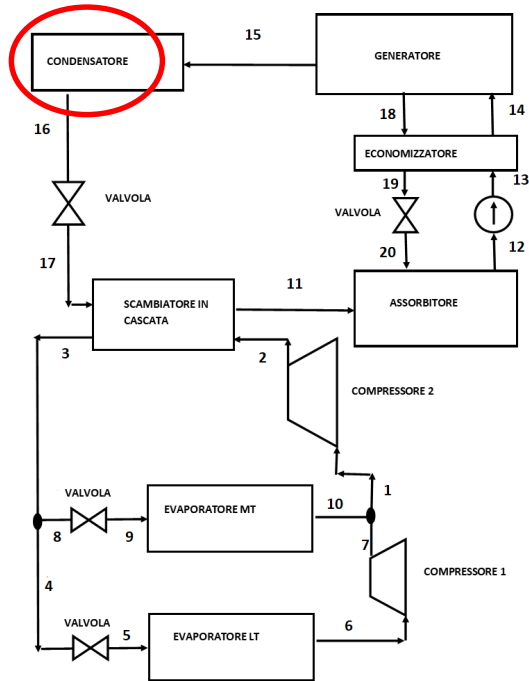 15
CONDENSATORE
GENERATORE
16
18
14
ECONOMIZZATORE
19
13
VALVOLA
VALVOLA
20
12
17
SCAMBIATORE IN
CASCATA
11
ASSORBITORE
3
2
COMPRESSORE 2
VALVOLA
EVAPORATORE MT
10
1
8
9
7
COMPRESSORE 1
4
VALVOLA
5
EVAPORATORE LT
6